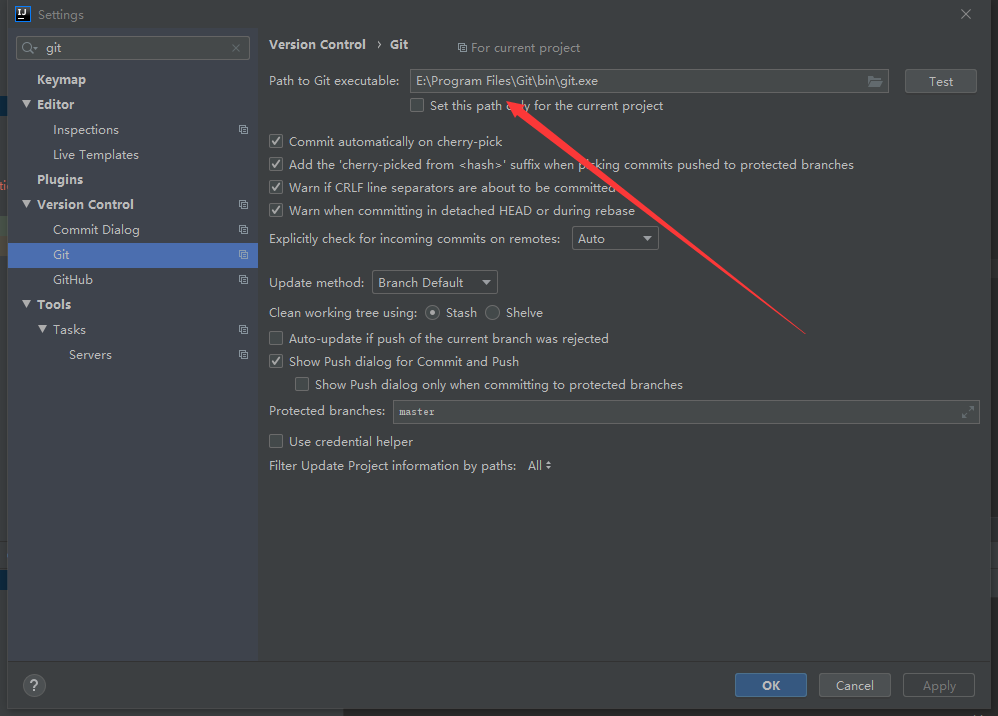 Settings
git
Keymap
Editor
Inspections
Live Templates
Plugins
Version Control
Commit Dialog
Git
GitHub
Tools
Tasks
Servers
Version Control › Git For current project
Path to Git executable: E:\Program Files\Git\bin\git.exe Test
Set this path only for the current project
Commit automatically on cherry-pick
Add the 'cherry-picked from <hash>' suffix when picking commits pushed to protected branches
Warn if CRLF line separators are about to be committed
Warn when committing in detached HEAD or during rebase
Explicitly check for incoming commits on remotes: Auto
Update method: Branch Default
Clean working tree using: Stash Shelve
Auto-update if push of the current branch was rejected
Show Push dialog for Commit and Push
Show Push dialog only when committing to protected branches
Protected branches: master
Use credential helper
Filter Update Project information by paths: All
? OK Cancel Apply